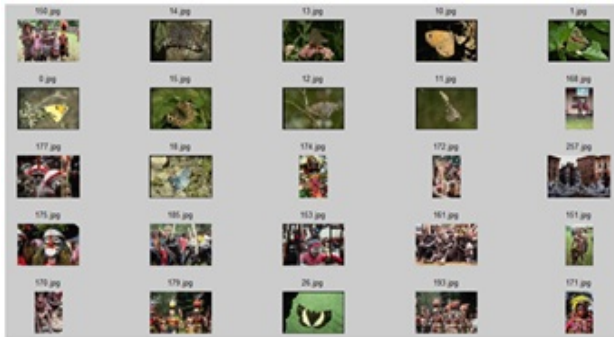 150.jpg 14.jpg 13.jpg 10.jpg 1.jpg
0.jpg 15.jpg 12.jpg 11.jpg 168.jpg
177.jpg 18.jpg 174.jpg 172.jpg 257.jpg
175.jpg 185.jpg 153.jpg 161.jpg 151.jpg
170.jpg 179.jpg 26.jpg 193.jpg 171.jpg